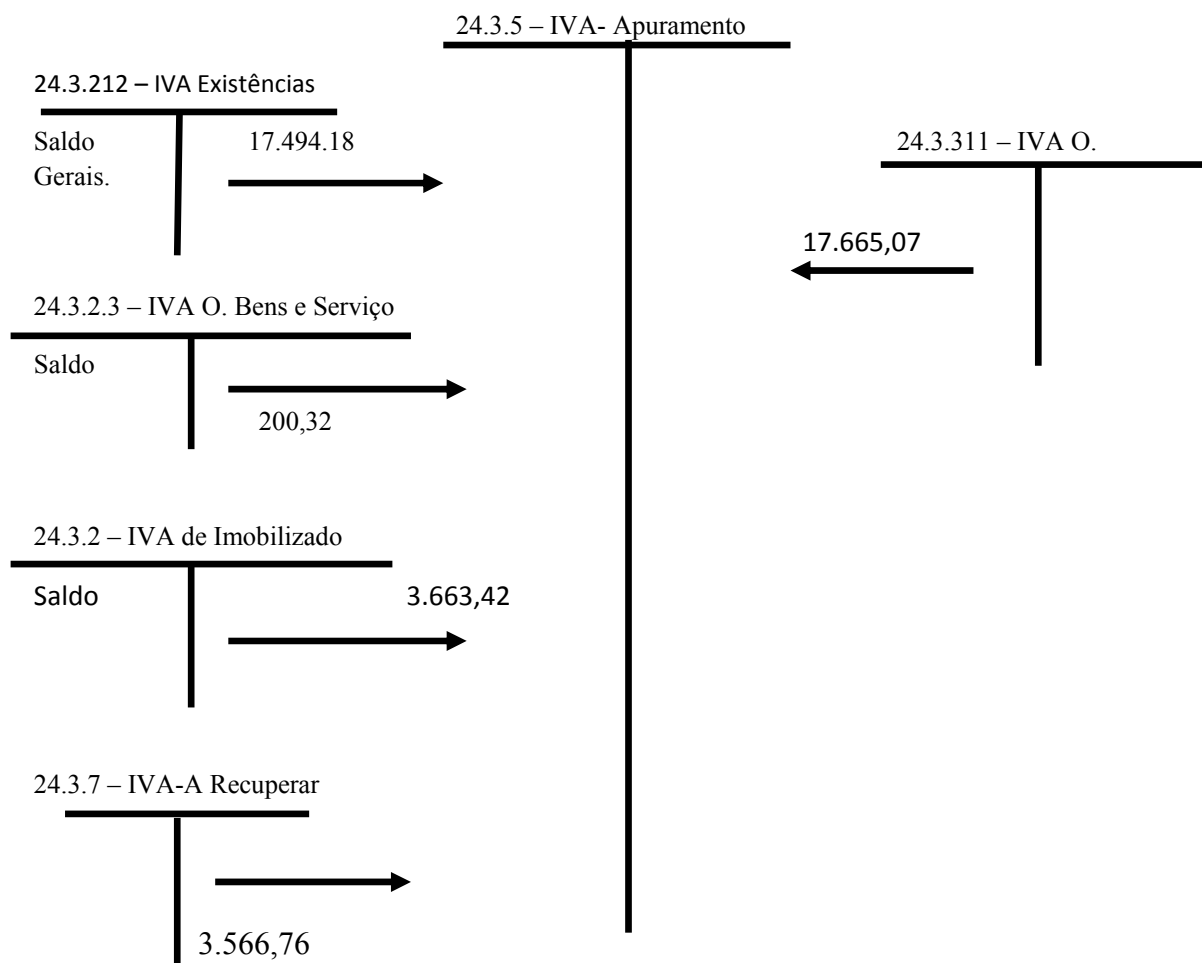 24.3.5 – IVA- Apuramento
24.3.212 – IVA Existências
Saldo 17.494.18
Gerais.
24.3.311 – IVA O.
17.665,07
24.3.2.3 – IVA O. Bens e Serviço
Saldo
200,32
24.3.2 – IVA de Imobilizado
Saldo 3.663,42
24.3.7 – IVA-A Recuperar
3.566,76